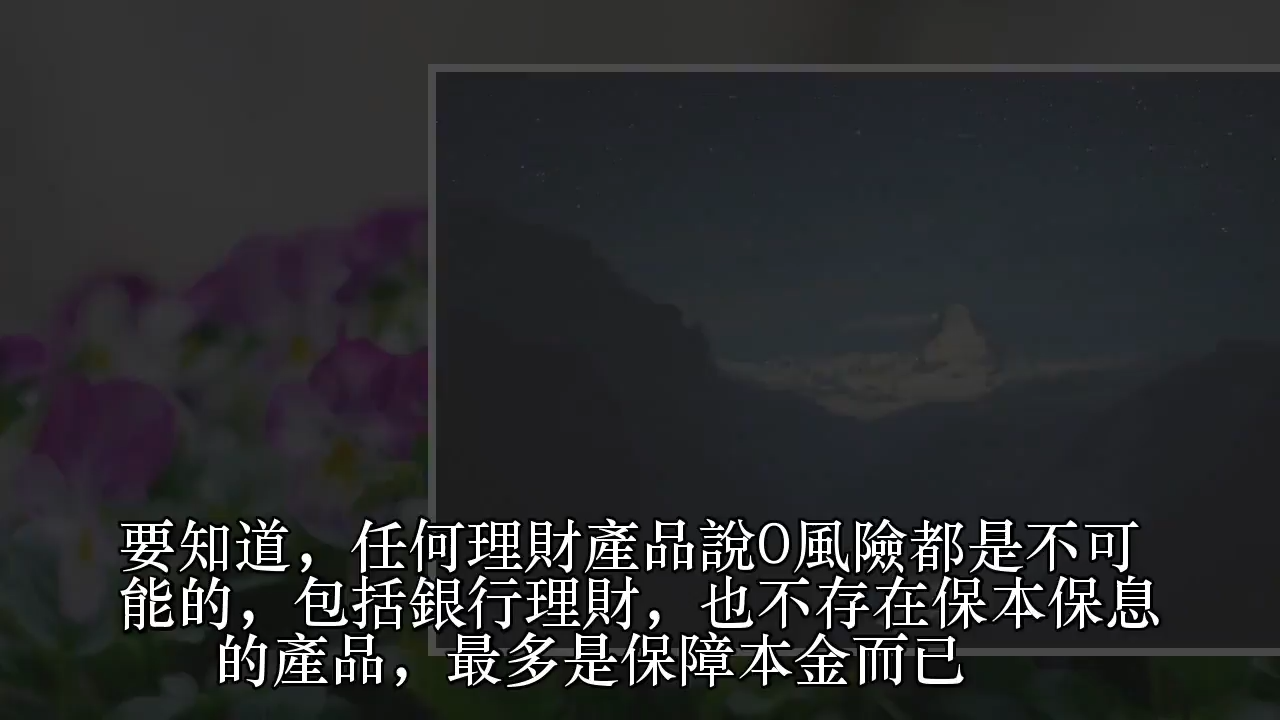 要知道，任何理財產品說0風險都是不可
能的，包括銀行理財，也不存在保本保息
的產品，最多是保障本金而已